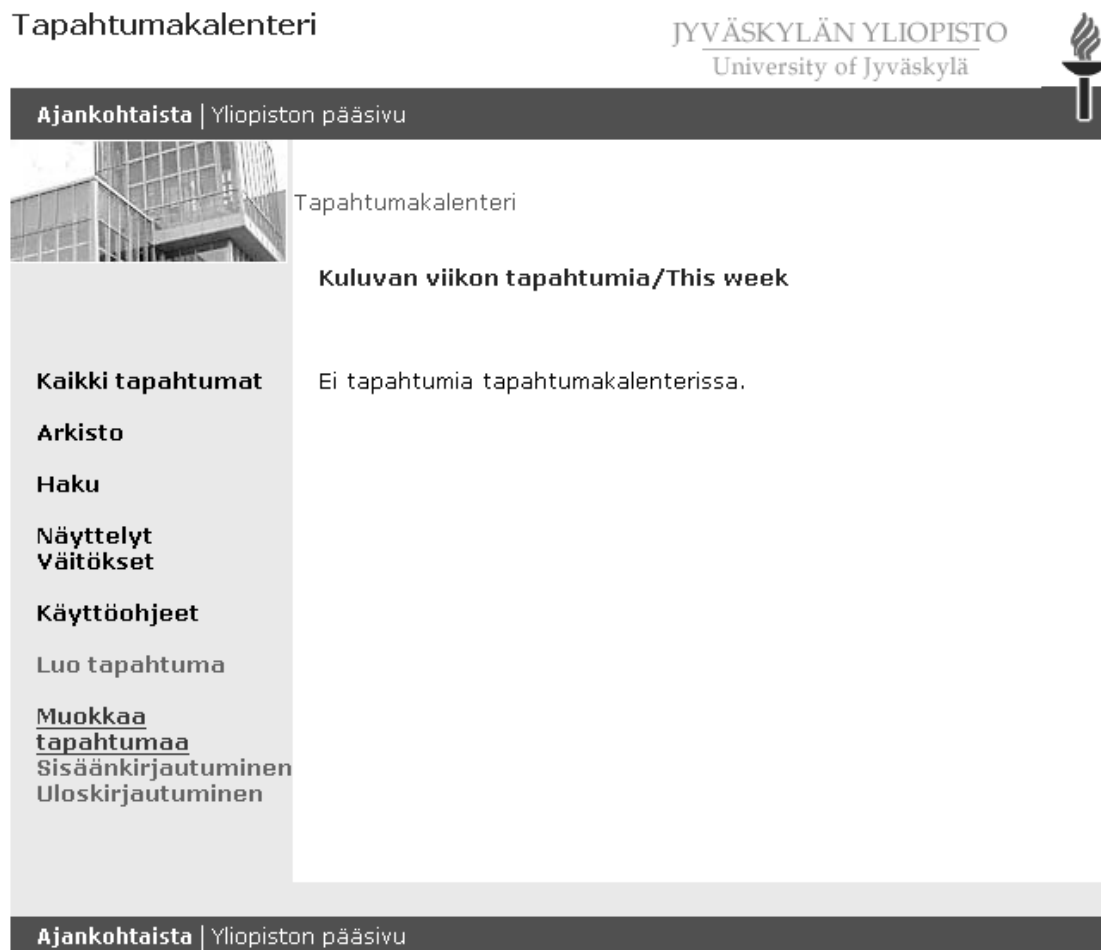 Tapahtumakalenteri
JYVÄSKYLÄN YLIOPISTO
University of Jyväskylä
Ajankohtaista | Yliopiston pääsivu
Tapahtumakalenteri
Kuluvan viikon tapahtumia/This week
Ei tapahtumia tapahtumakalenterissa.
Kaikki tapahtumat
Arkisto
Haku
Näyttelyt
Väitökset
Käyttöohjeet
Luo tapahtuma
Muokkaa
tapahtumaa
Sisäänkirjautuminen
Uloskirjautuminen
Ajankohtaista | Yliopiston pääsivu